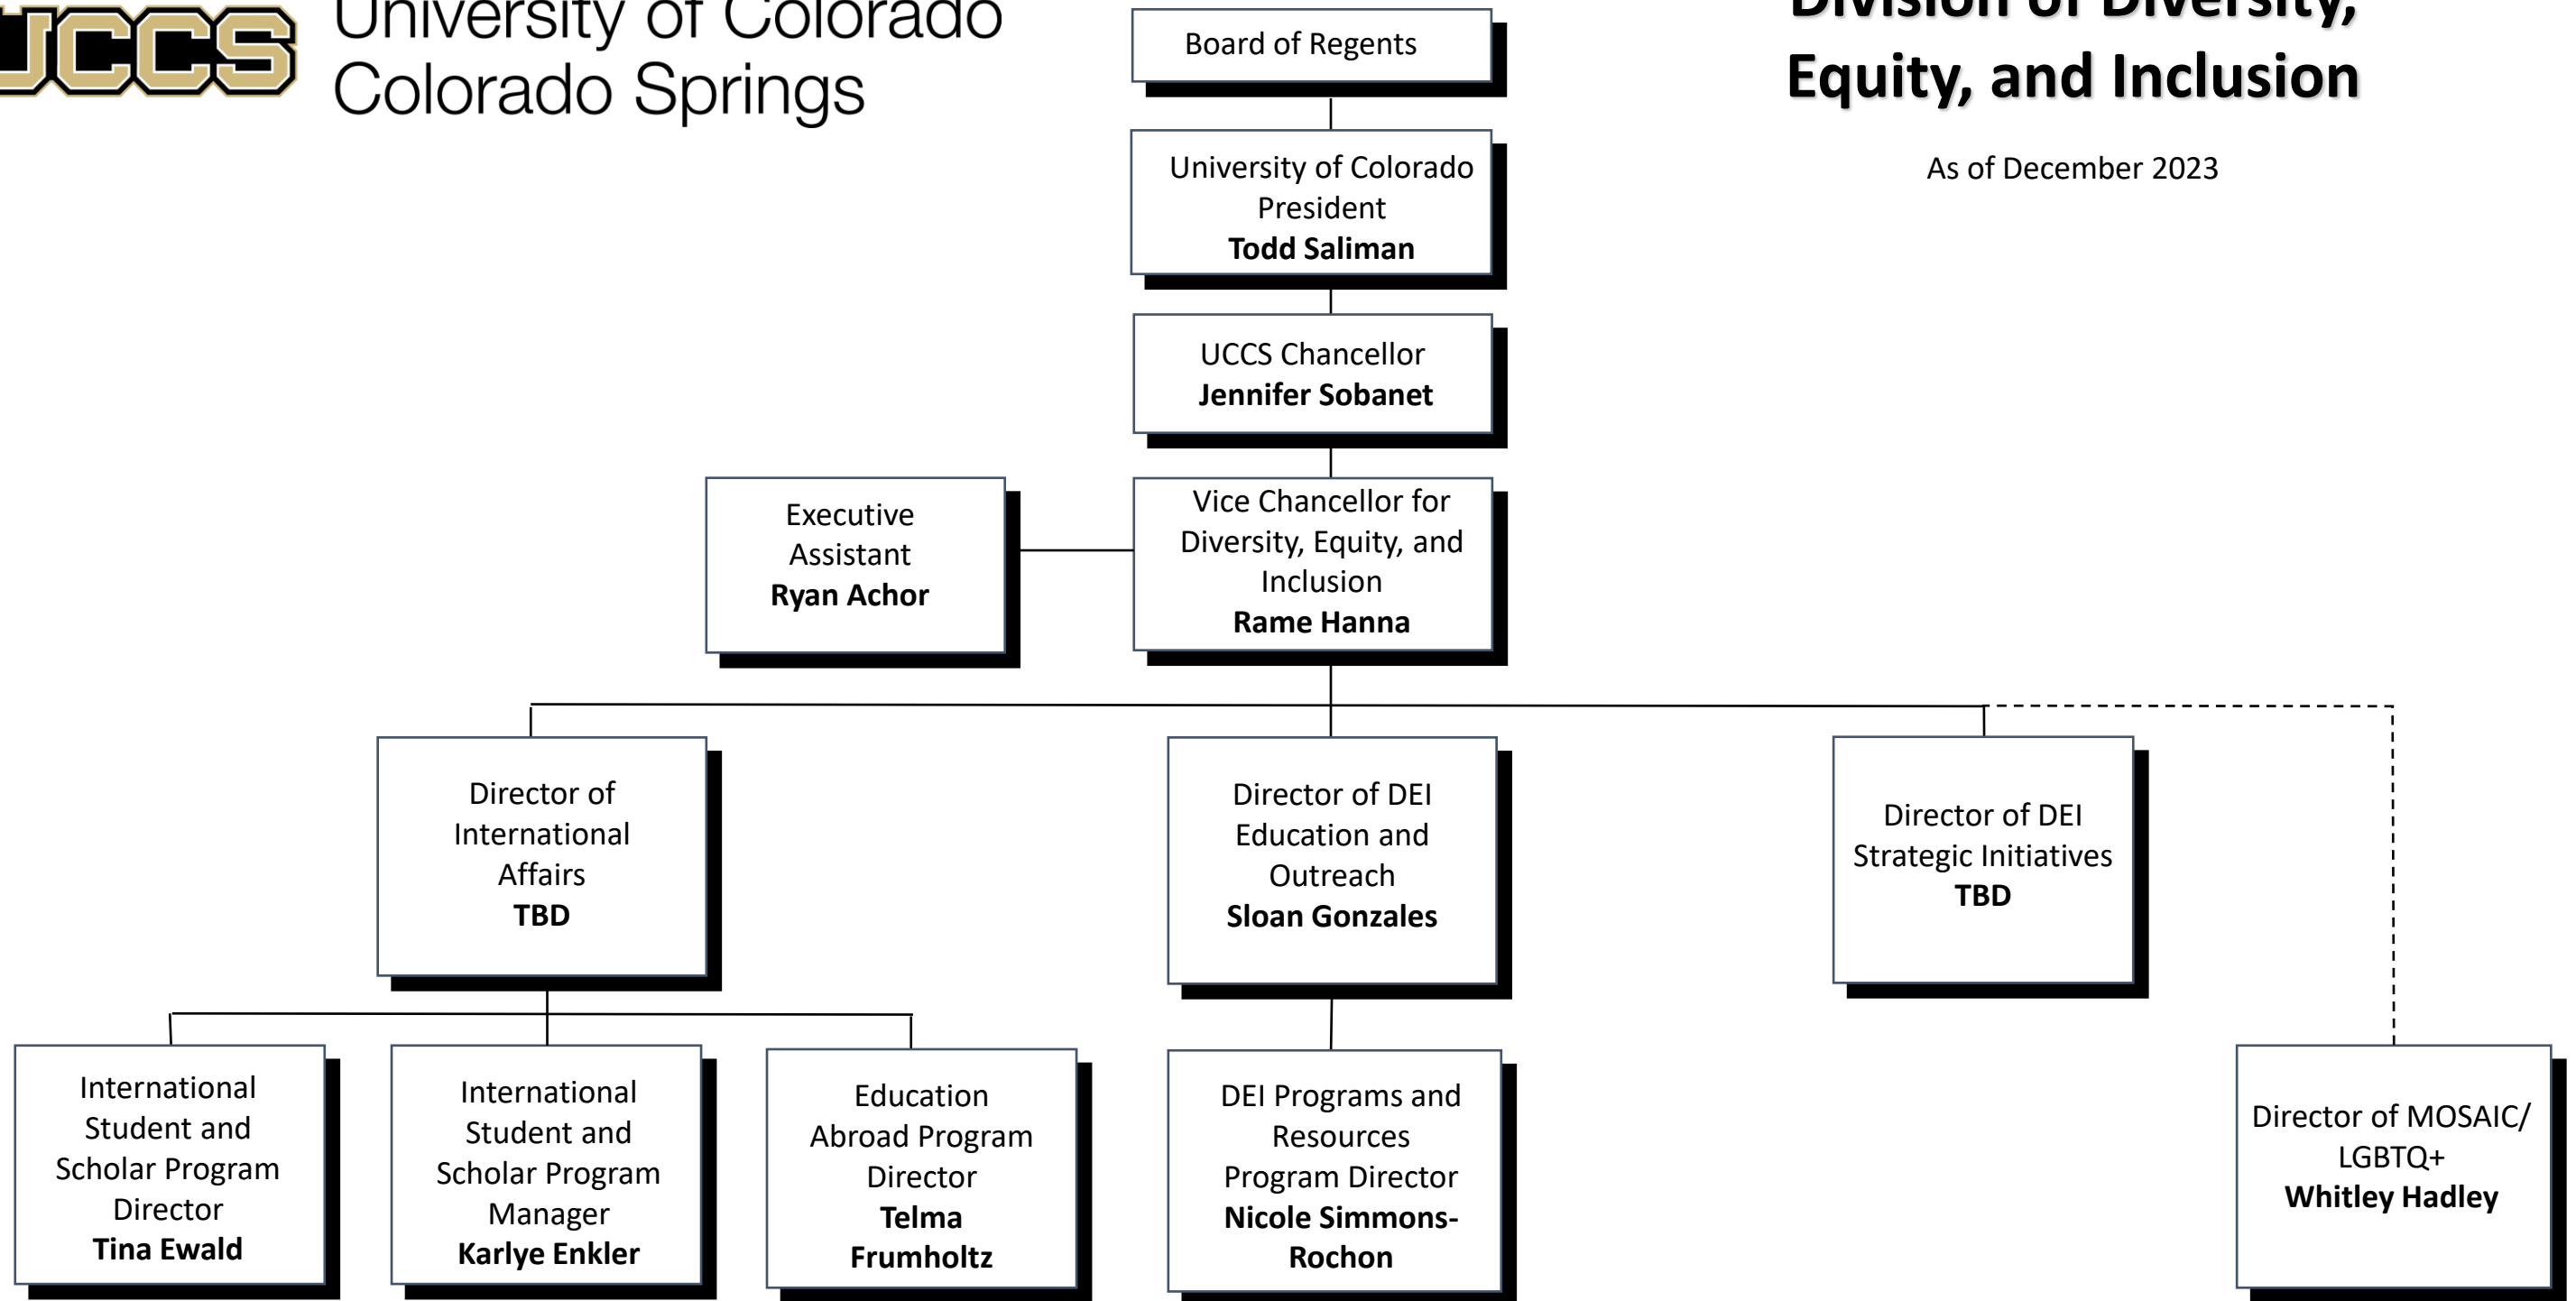 UCCS
University of Colorado
Colorado Springs
Division of Diversity,
Equity, and Inclusion
As of December 2023
Board of Regents
University of Colorado
President
Todd Saliman
UCCS Chancellor
Jennifer Sobanet
Executive
Assistant
Ryan Achor
Vice Chancellor for
Diversity, Equity, and
Inclusion
Rame Hanna
Director of
International
Affairs
TBD
Director of DEI
Education and
Outreach
Sloan Gonzales
Director of DEI
Strategic Initiatives
TBD
International
Student and
Scholar Program
Director
Tina Ewald
International
Student and
Scholar Program
Manager
Karlye Enkler
Education
Abroad Program
Director
Telma
Frumholtz
DEI Programs and
Resources
Program Director
Nicole Simmons-
Rochon
Director of MOSAIC/
LGBTQ+
Whitley Hadley